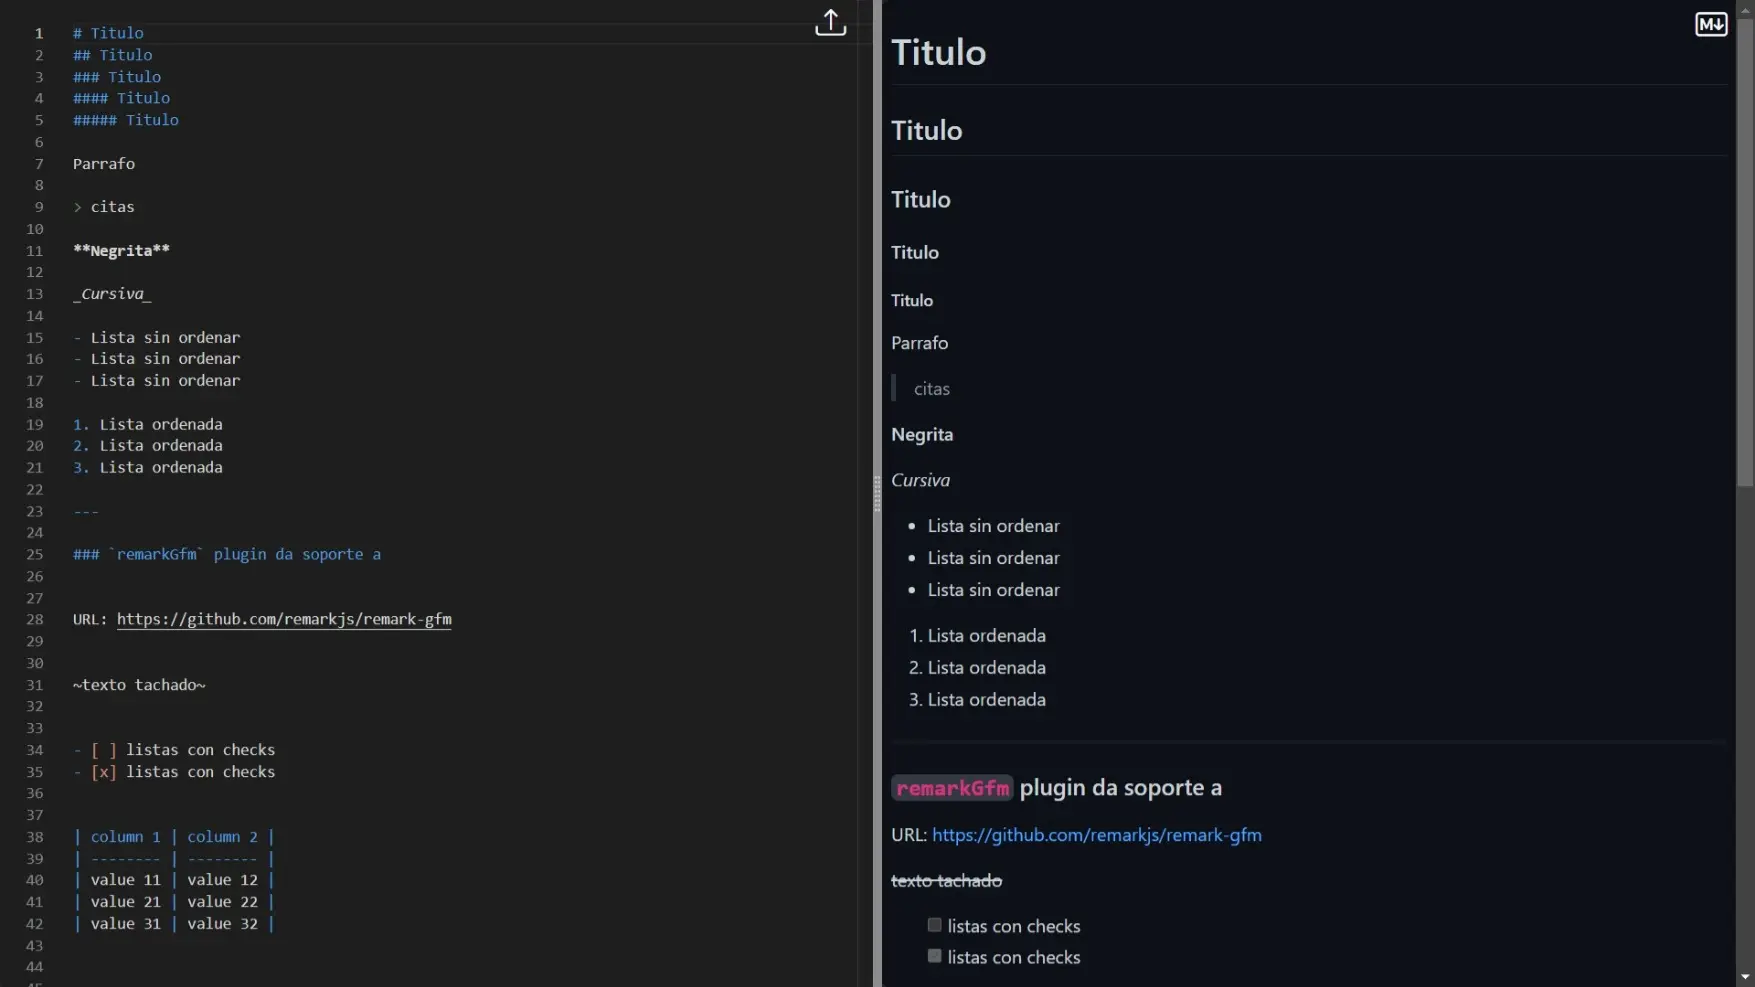 1 # Titulo
2 ## Titulo
3 ### Titulo
4 #### Titulo
5 ##### Titulo
6
7 Parrafo
8
9 > citas
10
11 **Negrita**
12
13 _Cursiva_
14
15 - Lista sin ordenar
16 - Lista sin ordenar
17 - Lista sin ordenar
18
19 1. Lista ordenada
20 2. Lista ordenada
21 3. Lista ordenada
22
23 ---
24
25 ### `remarkGfm` plugin da soporte a
26
27
28 URL: https://github.com/remarkjs/remark-gfm
29
30
31 ~texto tachado~
32
33
34 - [ ] listas con checks
35 - [x] listas con checks
36
37
38 | column 1 | column 2 |
39 | -------- | -------- |
40 | value 11 | value 12 |
41 | value 21 | value 22 |
42 | value 31 | value 32 |
43
44
M↓
Titulo
Titulo
Titulo
Titulo
Titulo
Parrafo
citas
Negrita
Cursiva
• Lista sin ordenar
• Lista sin ordenar
• Lista sin ordenar
1. Lista ordenada
2. Lista ordenada
3. Lista ordenada
remarkGfm plugin da soporte a
URL: https://github.com/remarkjs/remark-gfm
texto tachado
listas con checks
listas con checks